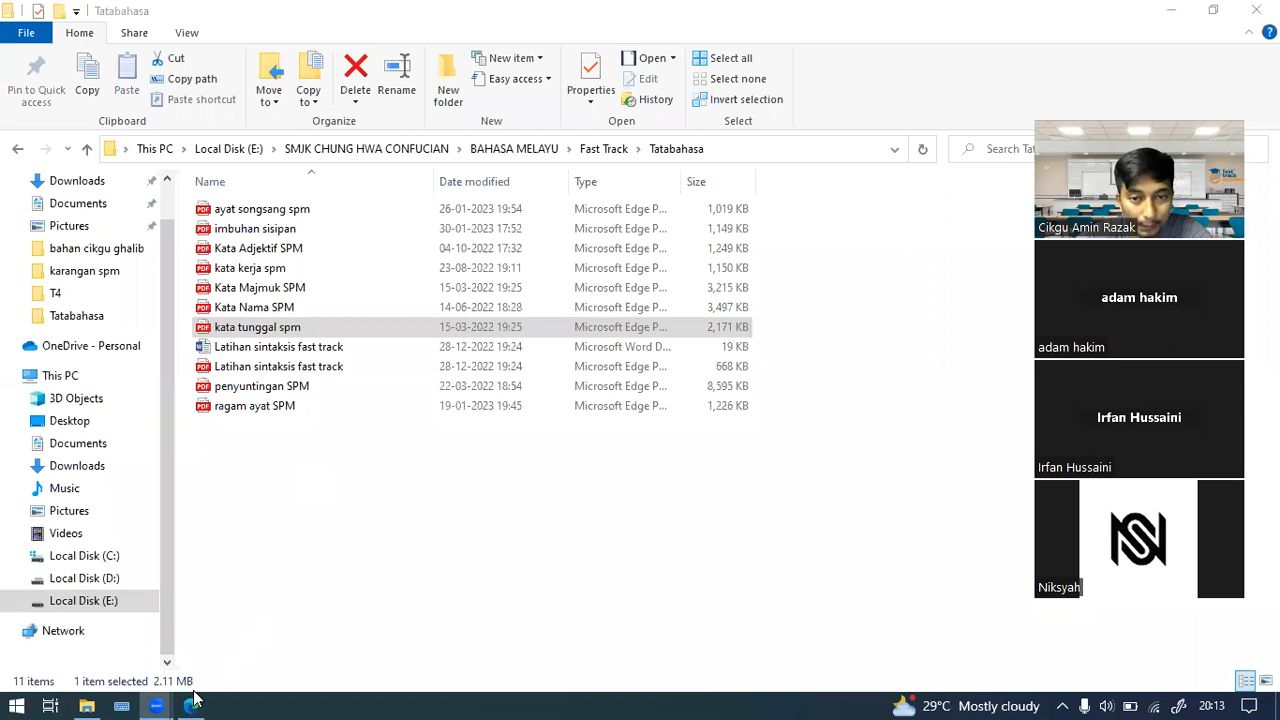 Tatabahasa
File Home Share View
Pin to Quick access
Copy
Paste
Cut
Copy path
Paste shortcut
Clipboard
Move to
Copy to
Delete
Rename
Organize
New folder
New item
Easy access
New
Properties
Open
Edit
History
Open
Select all
Select none
Invert selection
Select
This PC Local Disk (E:) SMJK CHUNG HWA CONFUCIAN BAHASA MELAYU Fast Track Tatabahasa
Search Tat
Downloads
Documents
Pictures
bahan cikgu ghalib
karangan spm
T4
Tatabahasa
OneDrive - Personal
This PC
3D Objects
Desktop
Documents
Downloads
Music
Pictures
Videos
Local Disk (C:)
Local Disk (D:)
Local Disk (E:)
Network
Name Date modified Type Size
ayat songsang spm 26-01-2023 19:54 Microsoft Edge P... 1,019 KB
imbuhan sisipan 30-01-2023 17:52 Microsoft Edge P... 1,149 KB
Kata Adjektif SPM 04-10-2022 17:32 Microsoft Edge P... 1,249 KB
kata kerja spm 23-08-2022 19:11 Microsoft Edge P... 1,150 KB
Kata Majmuk SPM 15-03-2022 19:25 Microsoft Edge P... 3,215 KB
Kata Nama SPM 14-06-2022 18:28 Microsoft Edge P... 3,497 KB
kata tunggal spm 15-03-2022 19:25 Microsoft Edge P... 2,171 KB
Latihan sintaksis fast track 28-12-2022 19:24 Microsoft Word D... 19 KB
Latihan sintaksis fast track 28-12-2022 19:24 Microsoft Edge P... 668 KB
penyuntingan SPM 22-03-2022 18:54 Microsoft Edge P... 8,595 KB
ragam ayat SPM 19-01-2023 19:45 Microsoft Edge P... 1,226 KB
Cikgu Amin Razak
adam hakim
adam hakim
Irfan Hussaini
Irfan Hussaini
Niksyah
11 items 1 item selected 2.11 MB
29°C Mostly cloudy 20:13